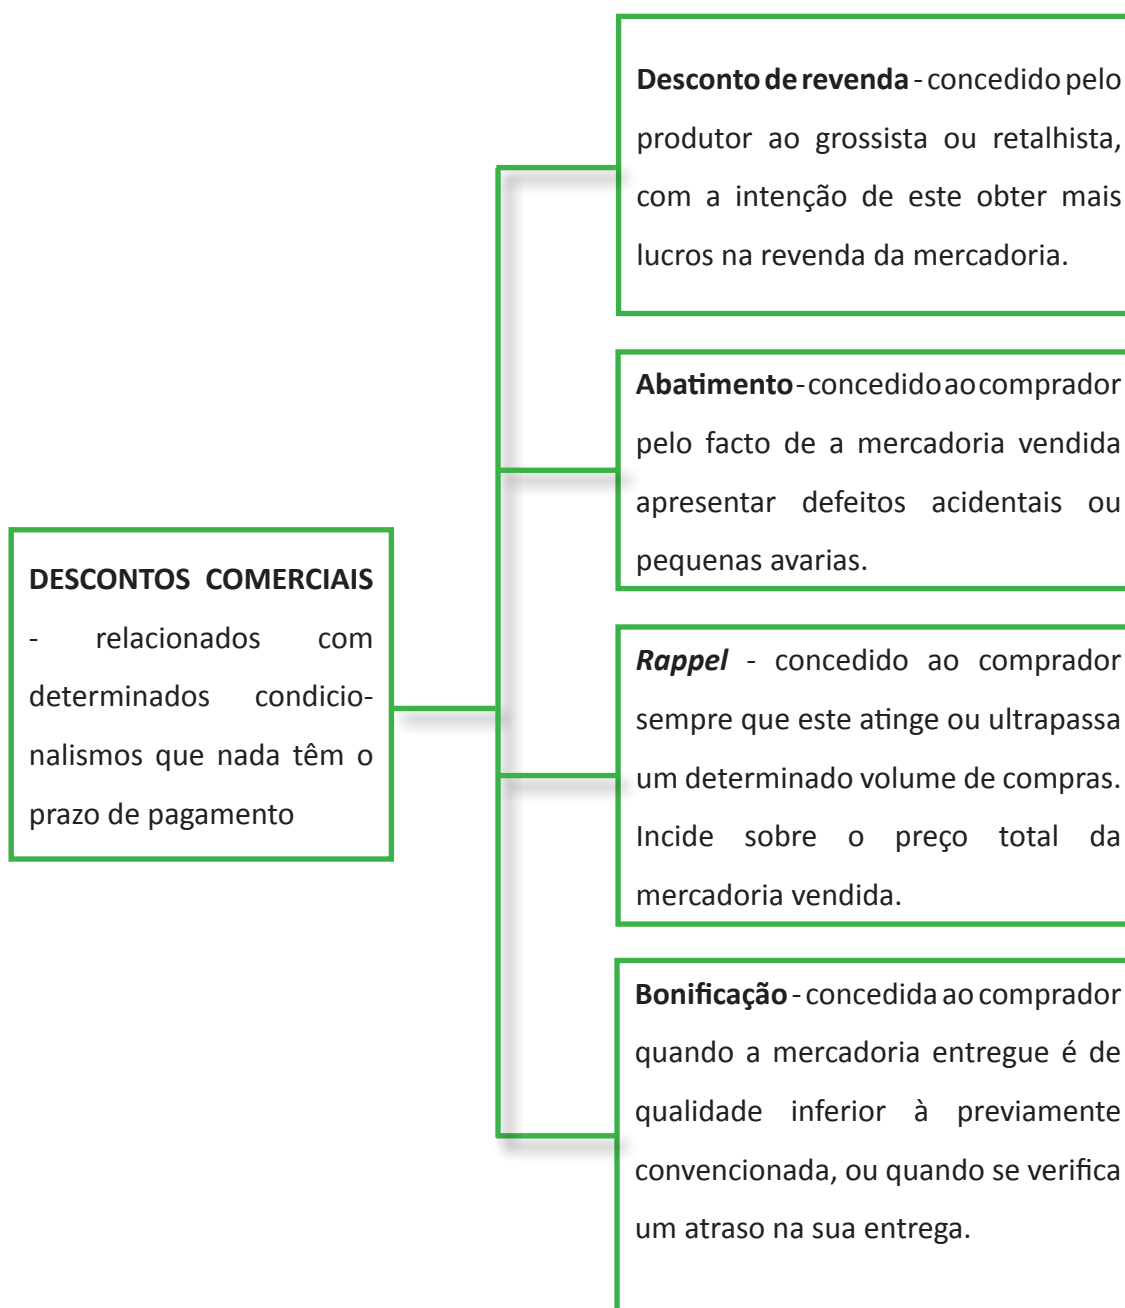 DESCONTOS COMERCIAIS
- relacionados com
determinados condicio-
nalismos que nada têm o
prazo de pagamento
Desconto de revenda - concedido pelo
produtor ao grossista ou retalhista,
com a intenção de este obter mais
lucros na revenda da mercadoria.
Abatimento - concedido ao comprador
pelo facto de a mercadoria vendida
apresentar defeitos acidentais ou
pequenas avarias.
Rappel - concedido ao comprador
sempre que este atinge ou ultrapassa
um determinado volume de compras.
Incide sobre o preço total da
mercadoria vendida.
Bonificação - concedida ao comprador
quando a mercadoria entregue é de
qualidade inferior à previamente
convencionada, ou quando se verifica
um atraso na sua entrega.